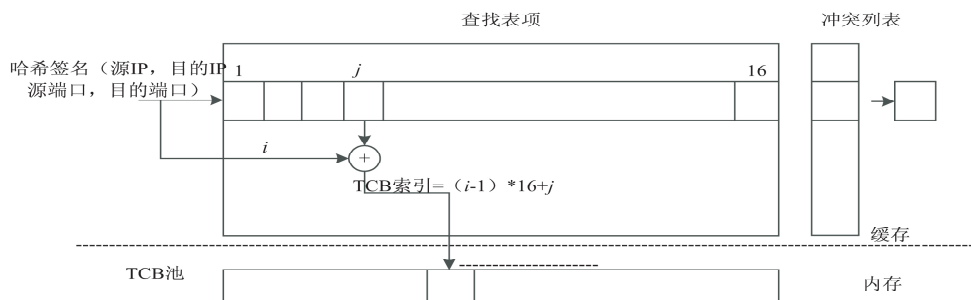 查找表项
冲突列表
哈希签名（源IP，目的IP
源端口，目的端口）
1
j
16
i
+
TCB索引=（i-1）*16+j
缓存
TCB池
内存